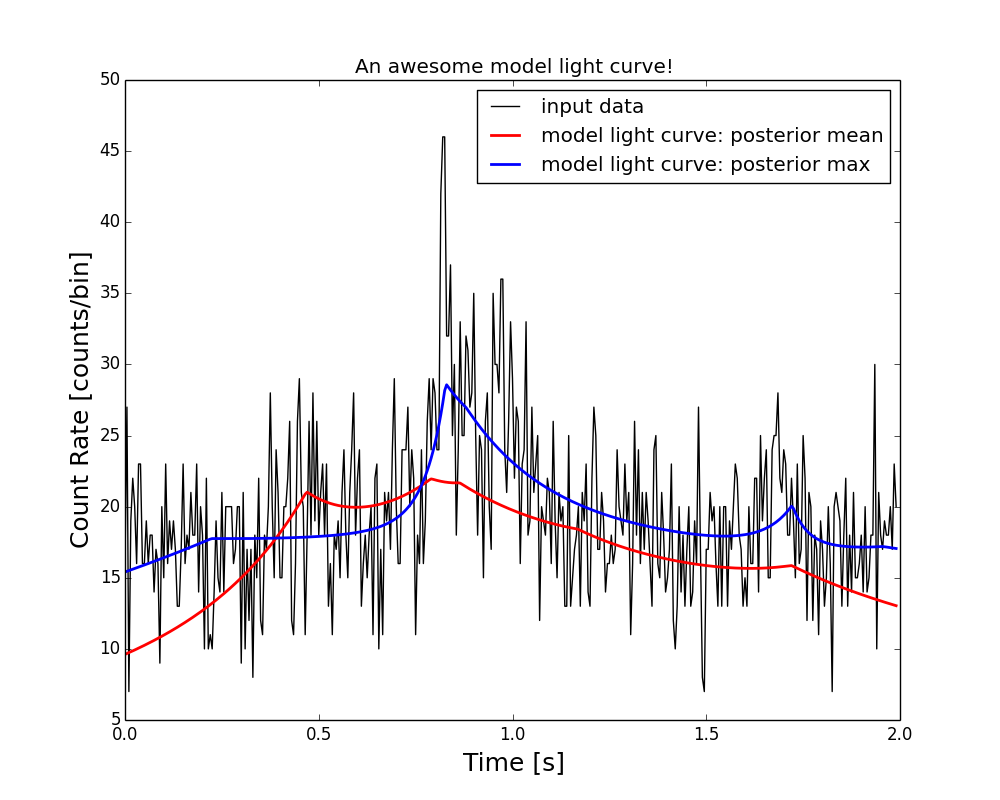 An awesome model light curve!
input data
model light curve: posterior mean
model light curve: posterior max
Count Rate [counts/bin]
50
45
40
35
30
25
20
15
10
5
0.0 0.5 1.0 1.5 2.0
Time [s]